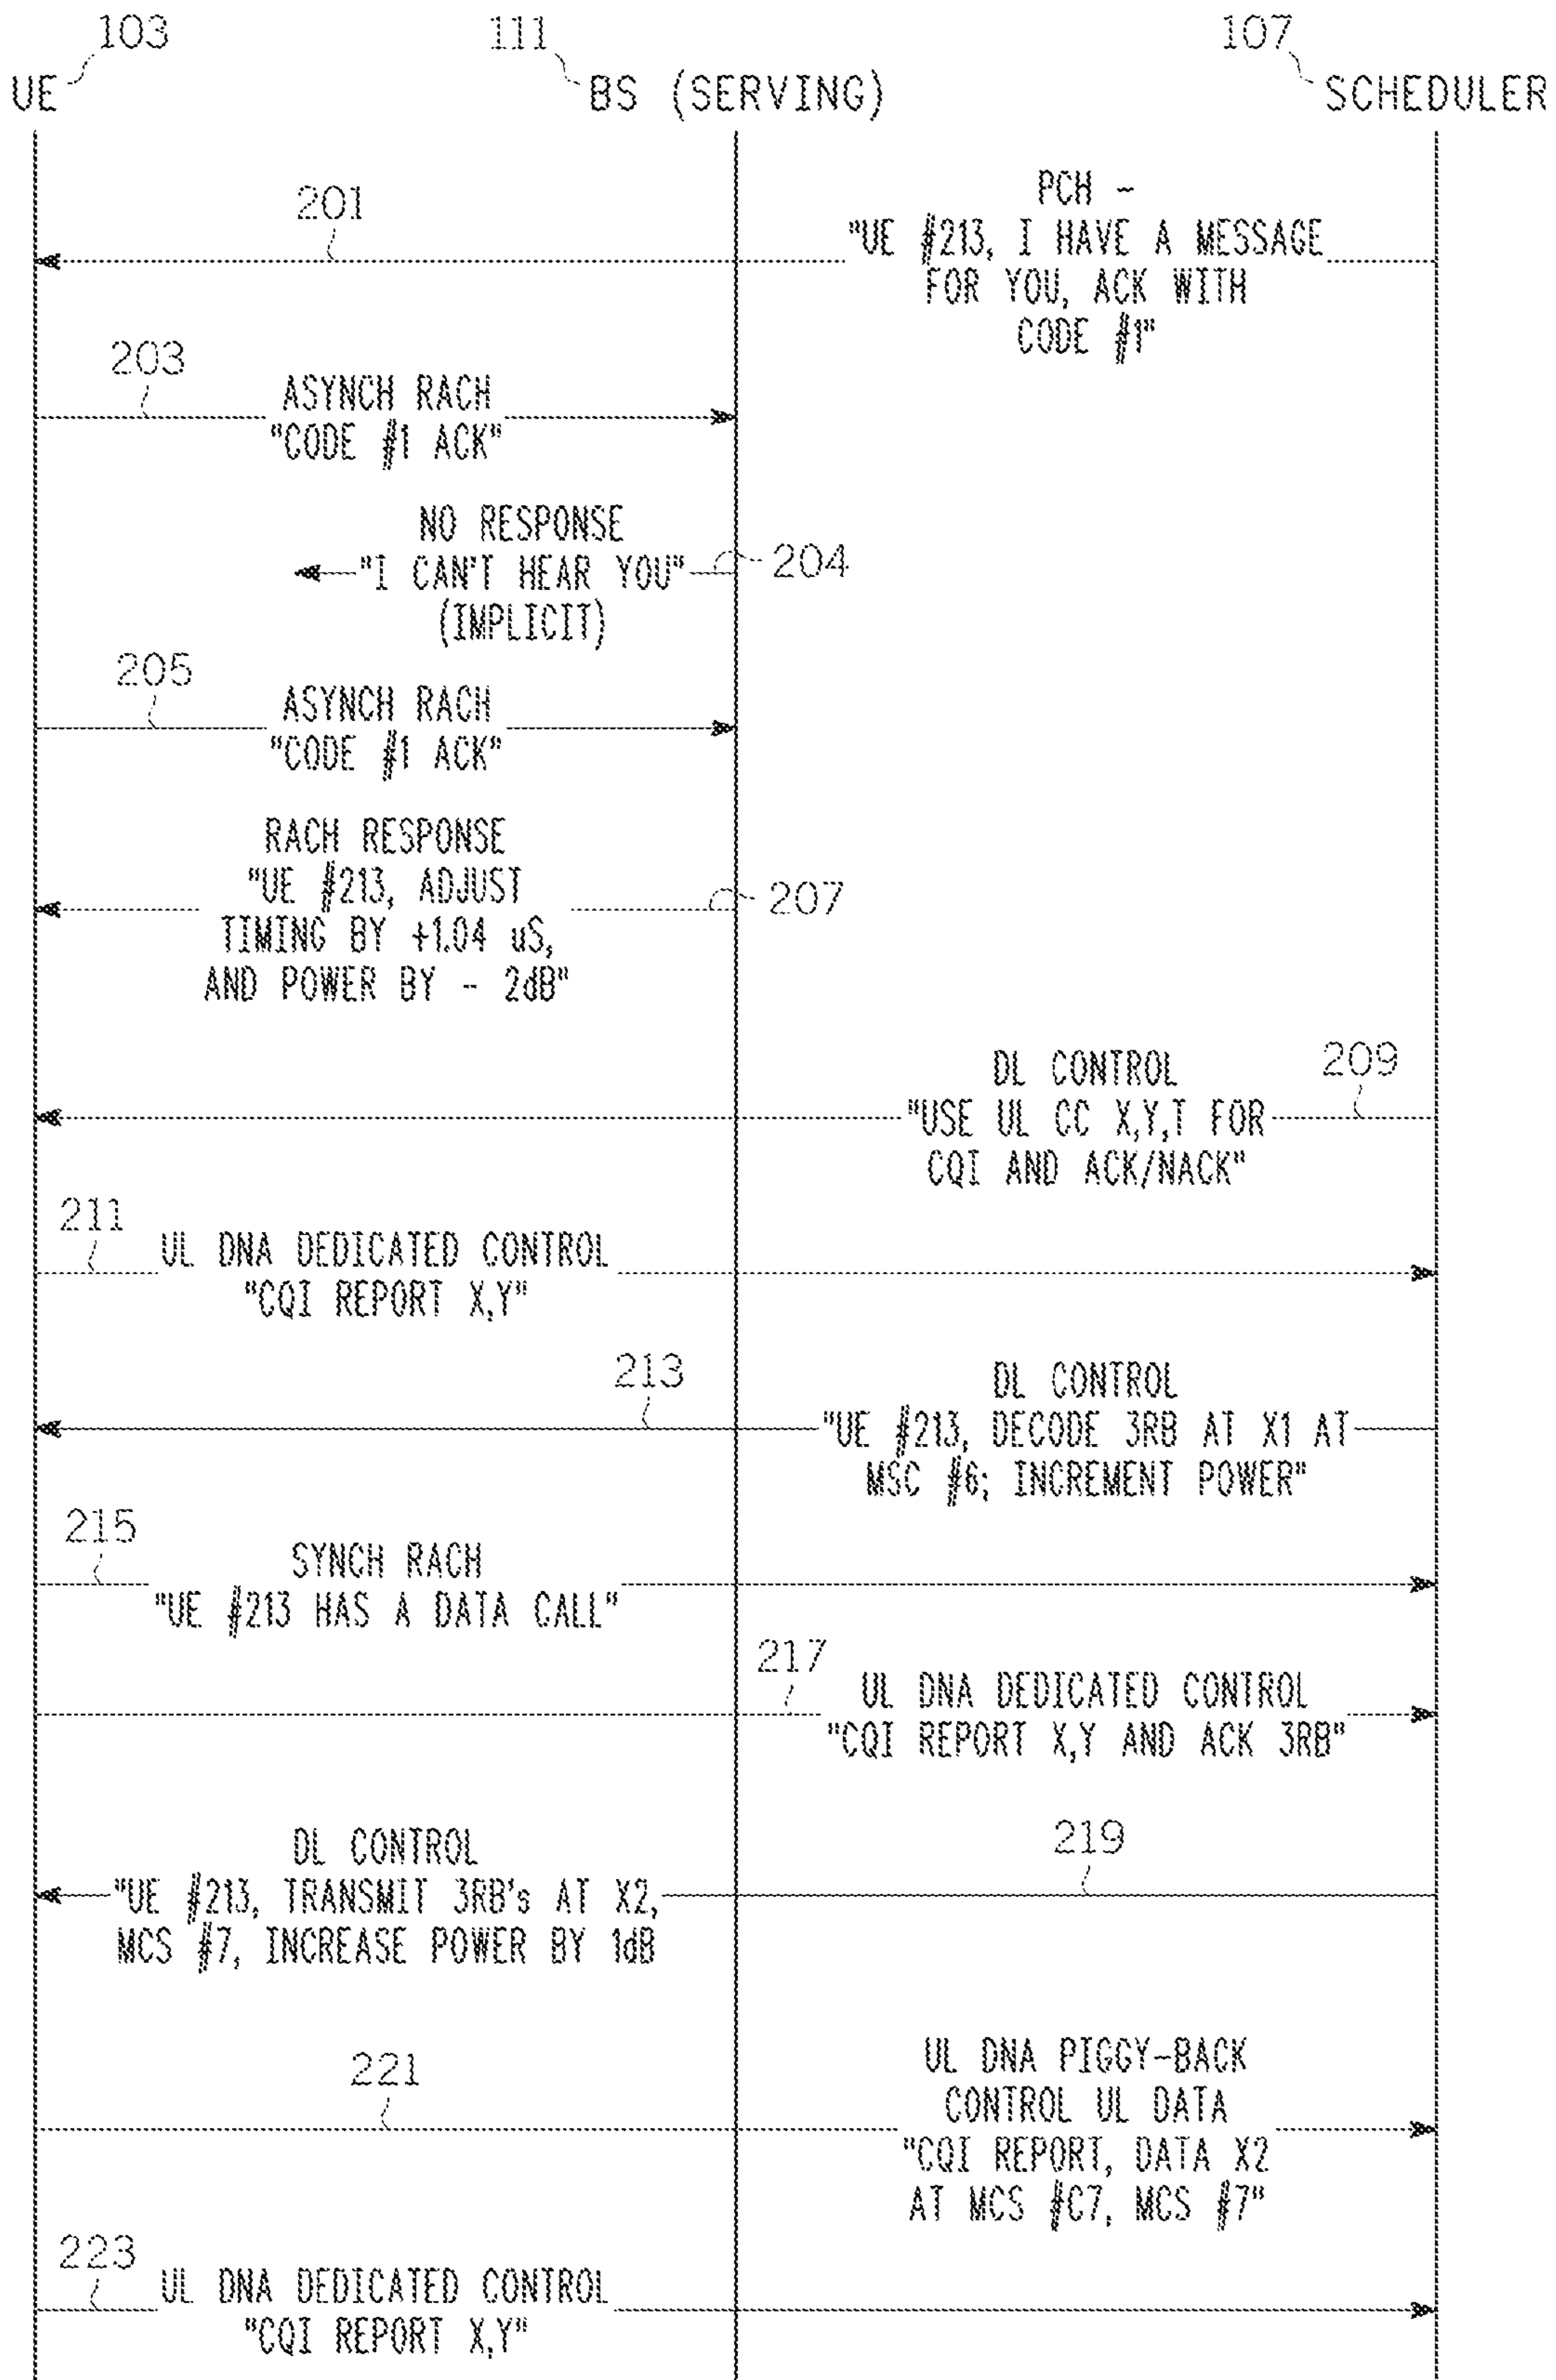 103
111
107
UE
BS (SERVING)
SCHEDULER
201
PCH -
"UE #213, I HAVE A MESSAGE
FOR YOU, ACK WITH
CODE #1"
203
ASYNCH RACH
"CODE #1 ACK"
NO RESPONSE
"I CAN'T HEAR YOU"
(IMPLICIT)
204
205
ASYNCH RACH
"CODE #1 ACK"
RACH RESPONSE
"UE #213, ADJUST
TIMING BY +1.04 uS,
AND POWER BY - 2dB"
207
DL CONTROL
"USE UL CC X,Y,T FOR
CQI AND ACK/NACK"
209
211
UL DNA DEDICATED CONTROL
"CQI REPORT X,Y"
213
DL CONTROL
"UE #213, DECODE 3RB AT X1 AT
MSC #6; INCREMENT POWER"
215
SYNCH RACH
"UE #213 HAS A DATA CALL"
217
UL DNA DEDICATED CONTROL
"CQI REPORT X,Y AND ACK 3RB"
219
DL CONTROL
"UE #213, TRANSMIT 3RB's AT X2,
MCS #7, INCREASE POWER BY 1dB
221
UL DNA PIGGY-BACK
CONTROL UL DATA
"CQI REPORT, DATA X2
AT MCS #C7, MCS #7"
223
UL DNA DEDICATED CONTROL
"CQI REPORT X,Y"